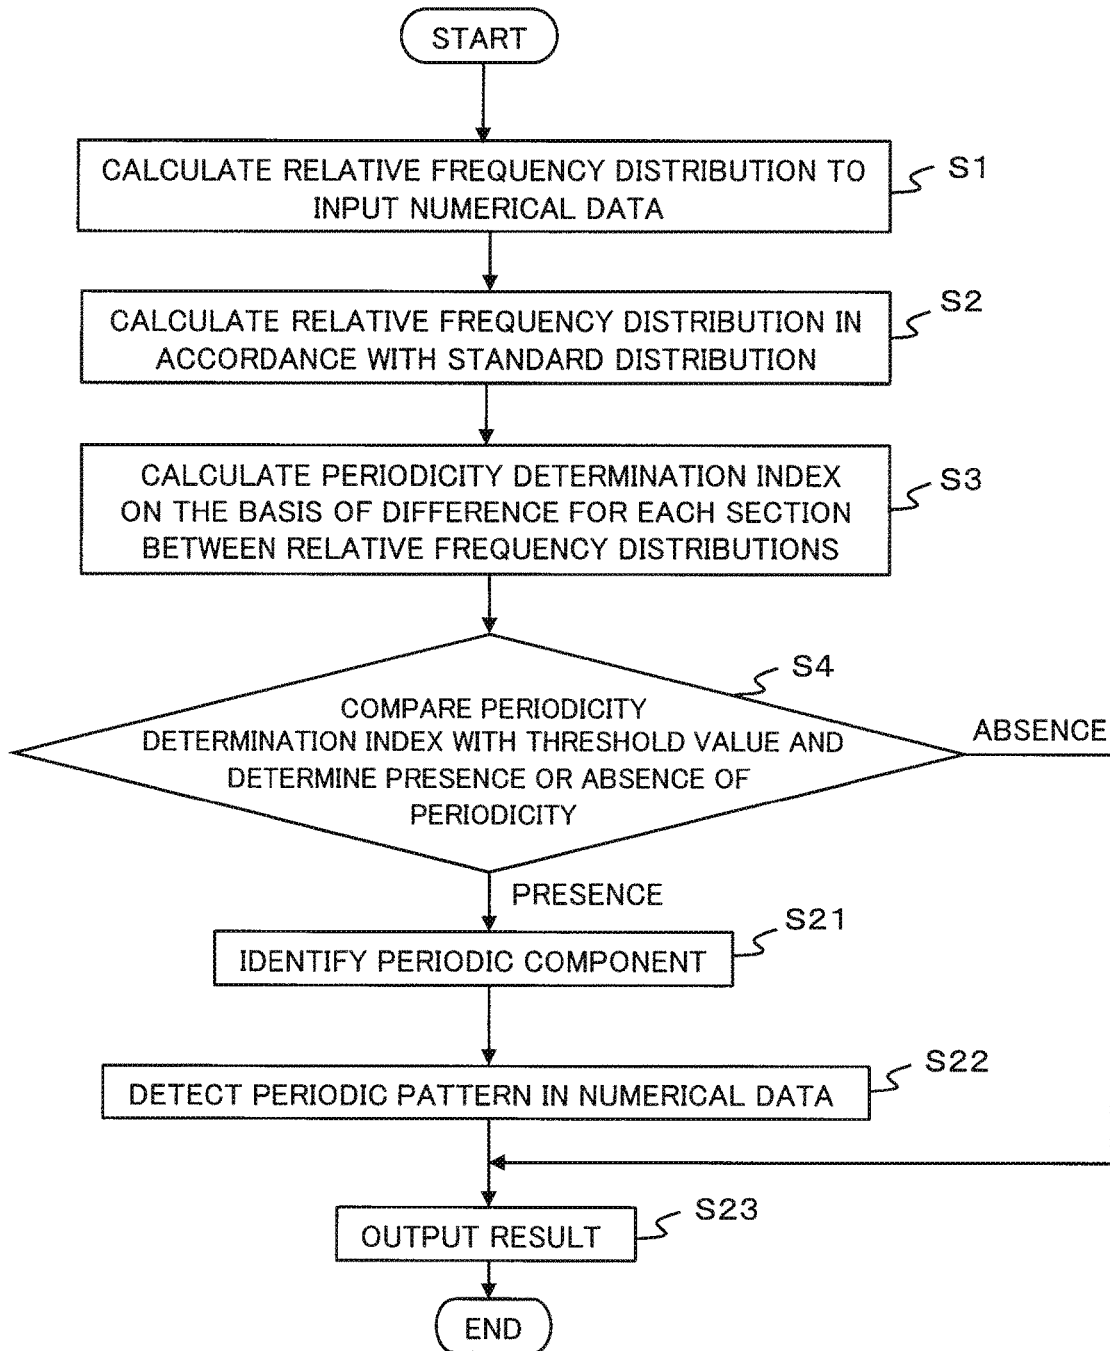 START
CALCULATE RELATIVE FREQUENCY DISTRIBUTION TO
INPUT NUMERICAL DATA
S1
CALCULATE RELATIVE FREQUENCY DISTRIBUTION IN
ACCORDANCE WITH STANDARD DISTRIBUTION
S2
CALCULATE PERIODICITY DETERMINATION INDEX
ON THE BASIS OF DIFFERENCE FOR EACH SECTION
BETWEEN RELATIVE FREQUENCY DISTRIBUTIONS
S3
COMPARE PERIODICITY
DETERMINATION INDEX WITH THRESHOLD VALUE AND
DETERMINE PRESENCE OR ABSENCE OF
PERIODICITY
S4
ABSENCE
PRESENCE
IDENTIFY PERIODIC COMPONENT
S21
DETECT PERIODIC PATTERN IN NUMERICAL DATA
S22
OUTPUT RESULT
S23
END